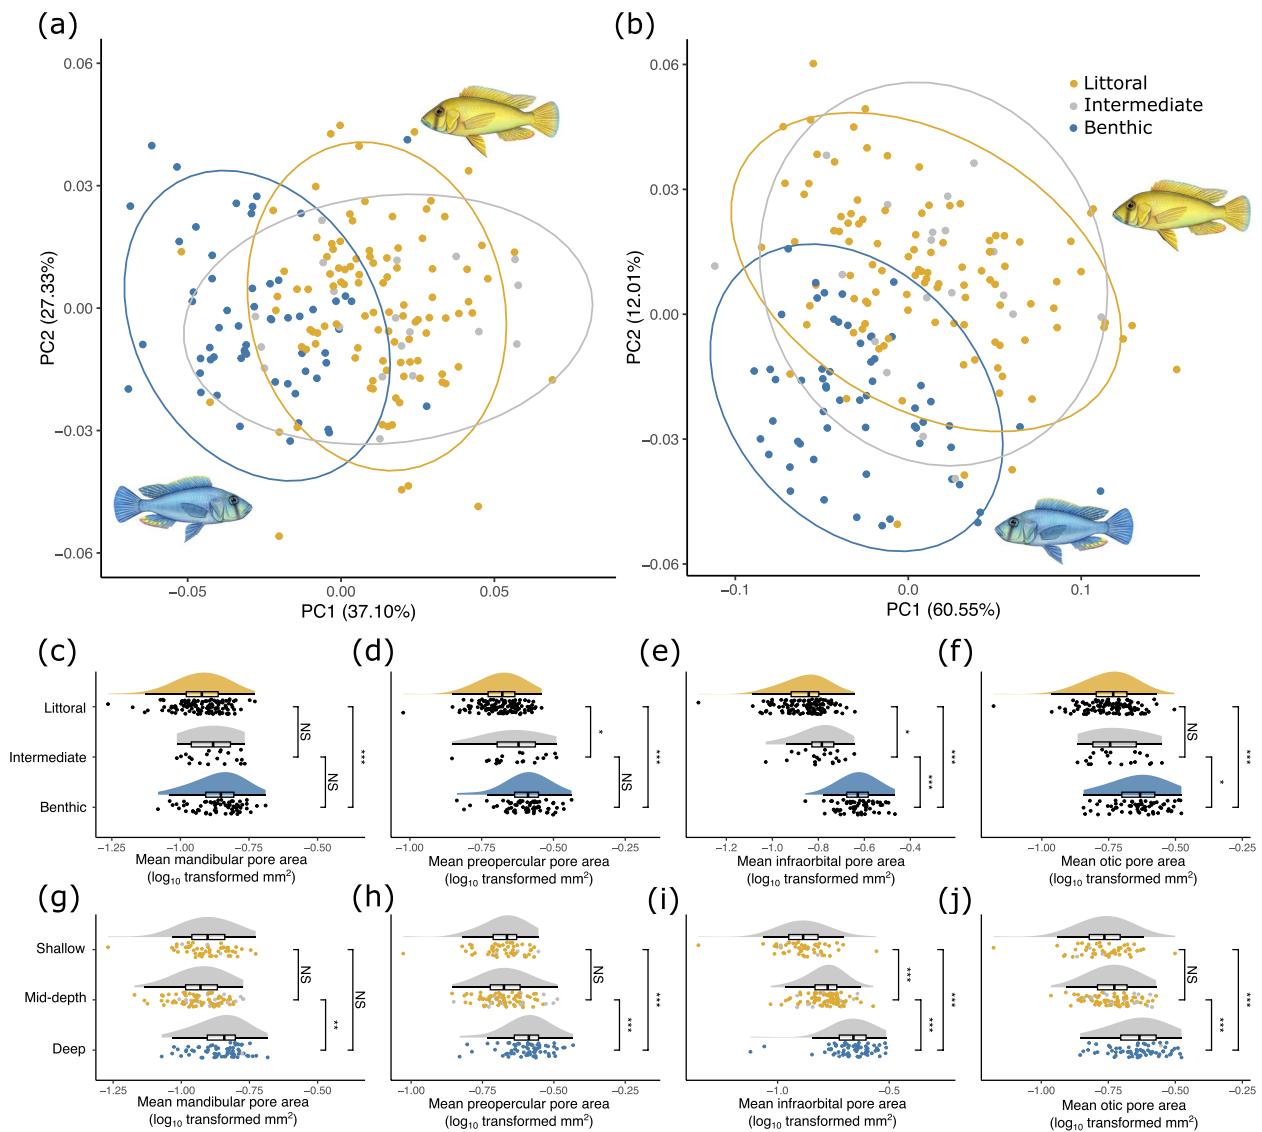 (a)
0.06
0.03
0.00
−0.03
−0.06
PC2 (27.33%)
−0.05
0.00
0.05
PC1 (37.10%)
(b)
0.06
0.03
0.00
−0.03
−0.06
PC2 (12.01%)
−0.1
0.0
0.1
PC1 (60.55%)
Littoral
Intermediate
Benthic
(c)
Littoral
Intermediate
Benthic
NS
NS
***
−1.25
−1.00
−0.75
−0.50
Mean mandibular pore area
(log10 transformed mm2)
(d)
*
NS
***
−1.00
−0.75
−0.50
−0.25
Mean preopercular pore area
(log10 transformed mm2)
(e)
*
***
***
−1.2
−1.0
−0.8
−0.6
−0.4
Mean infraorbital pore area
(log10 transformed mm2)
(f)
NS
*
***
−1.00
−0.75
−0.50
−0.25
Mean otic pore area
(log10 transformed mm2)
(g)
Shallow
Mid-depth
Deep
NS
**
NS
−1.25
−1.00
−0.75
−0.50
Mean mandibular pore area
(log10 transformed mm2)
(h)
NS
***
***
−1.00
−0.75
−0.50
−0.25
Mean preopercular pore area
(log10 transformed mm2)
(i)
***
***
***
−1.0
−0.5
Mean infraorbital pore area
(log10 transformed mm2)
(j)
NS
***
***
−1.00
−0.75
−0.50
−0.25
Mean otic pore area
(log10 transformed mm2)